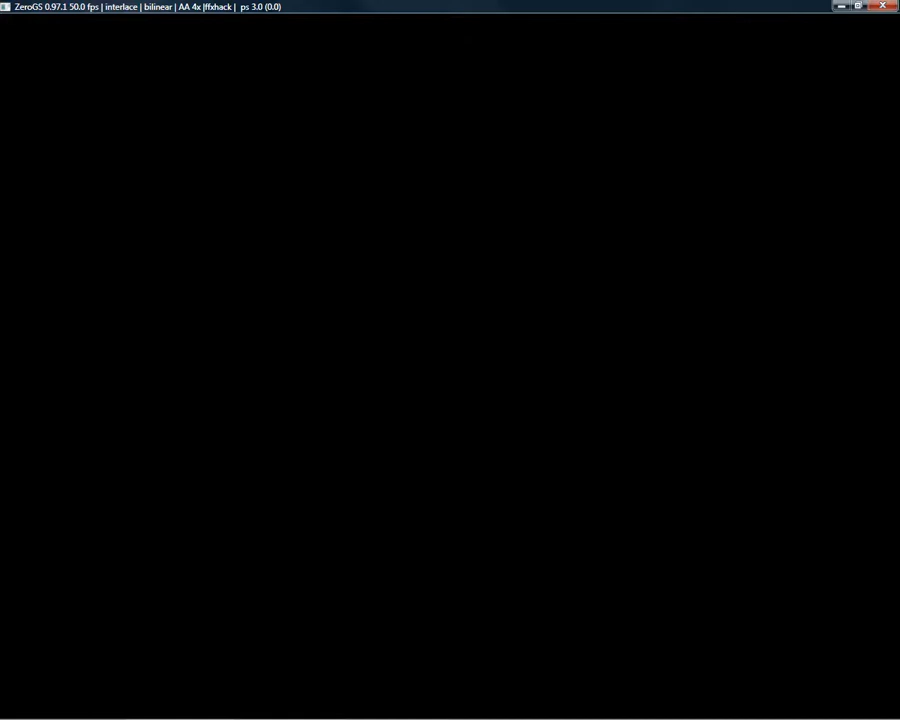 ZeroGS 0.97.1 50.0 fps | interlace | bilinear | AA 4x |ffxhack |  ps 3.0 (0.0)